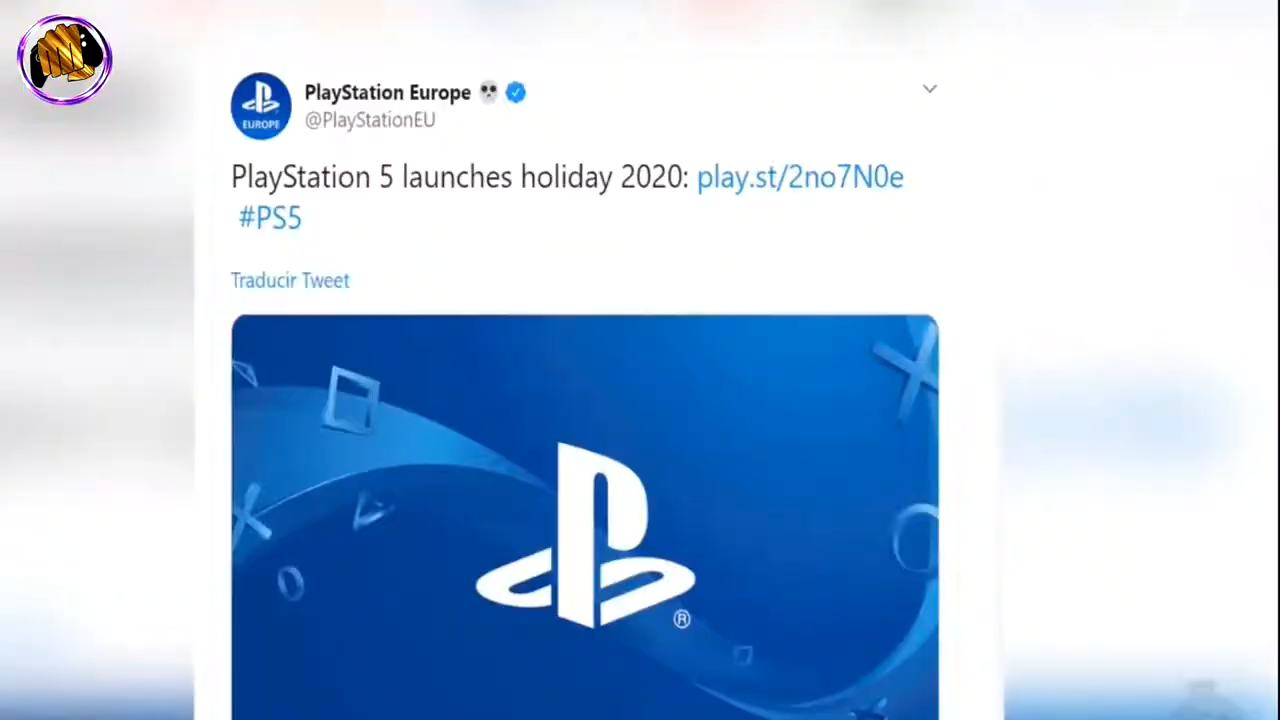 PlayStation Europe
EUROPE
@PlayStationEU
PlayStation 5 launches holiday 2020: play.st/2no7N0e
#PS5
Traducir Tweet
®